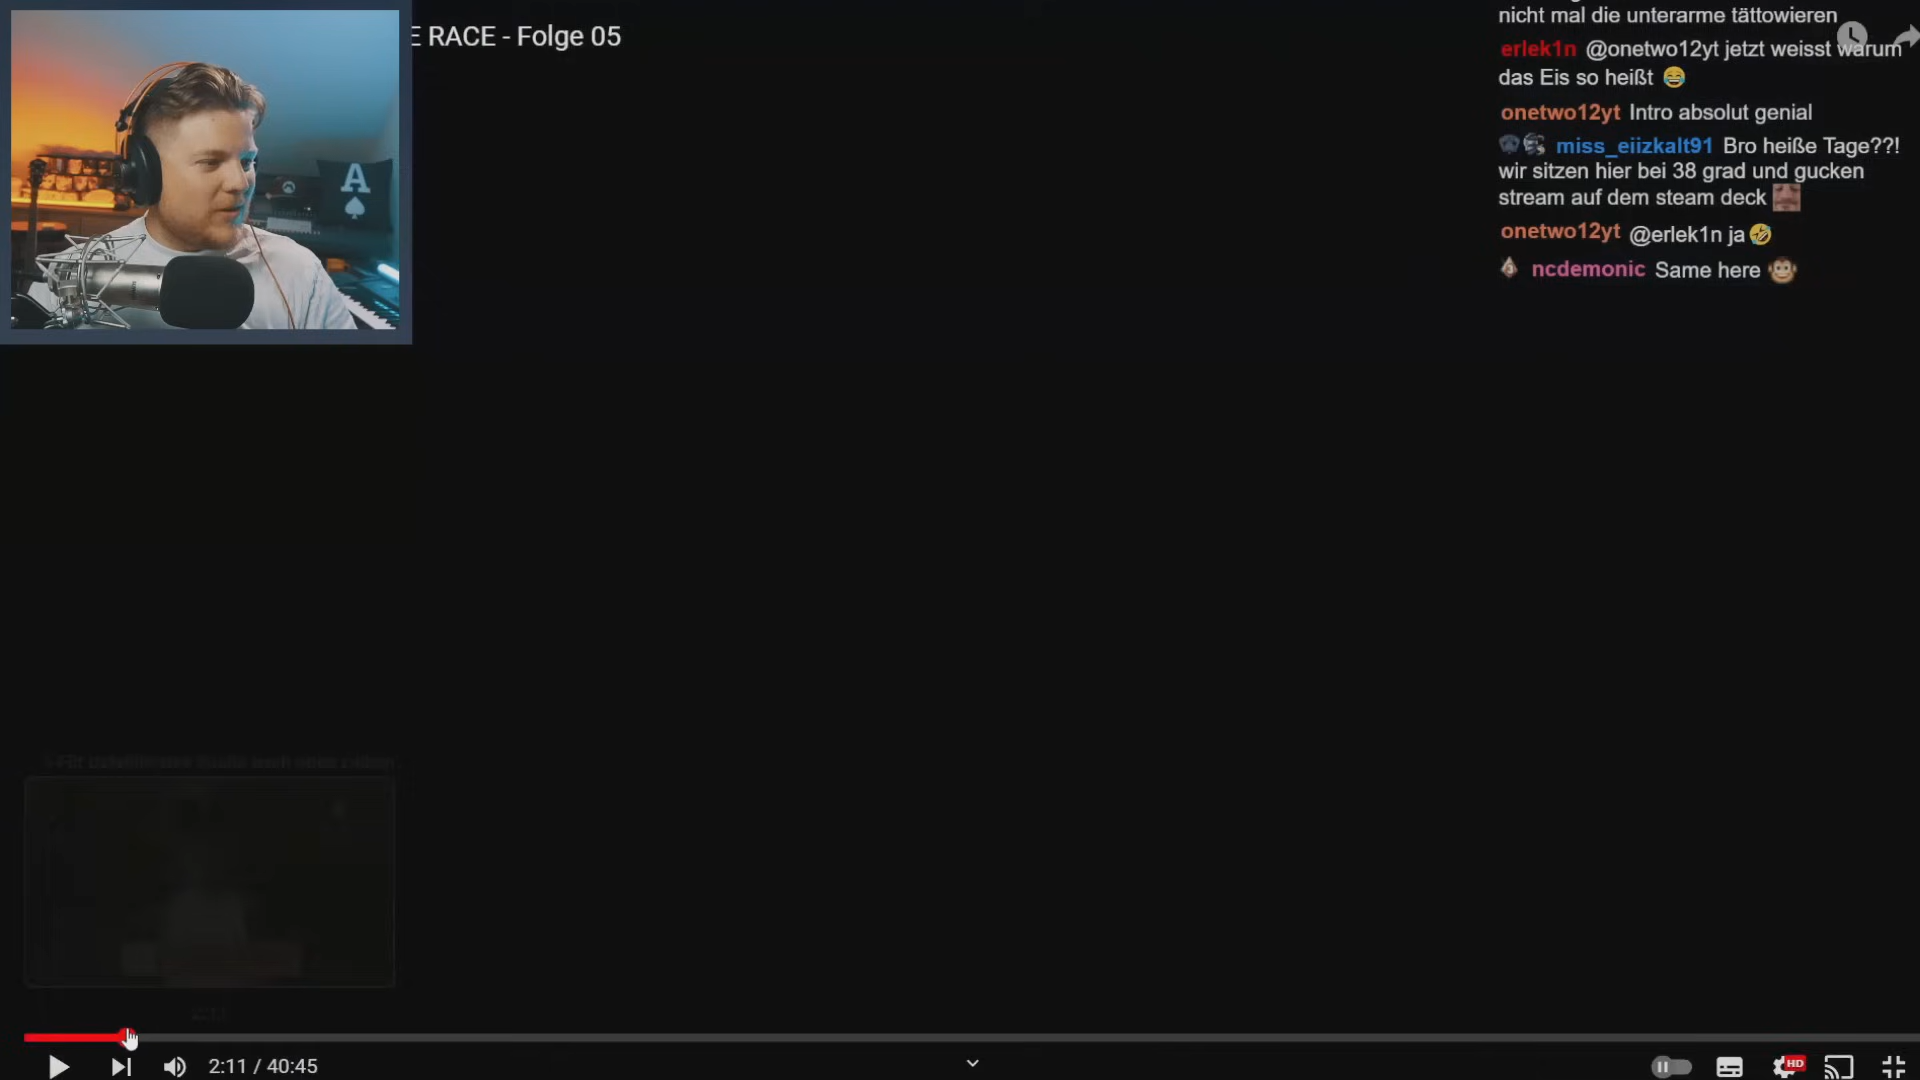 E RACE - Folge 05
nicht mal die unterarme tättowieren
erlek1n @onetwo12yt jetzt weisst warum
das Eis so heißt 😂
onetwo12yt Intro absolut genial
miss_eiizkalt91 Bro heiße Tage??!
wir sitzen hier bei 38 grad und gucken
stream auf dem steam deck
onetwo12yt @erlek1n ja🤣
ncdemonic Same here 🐵
A
2:11 / 40:45
HD